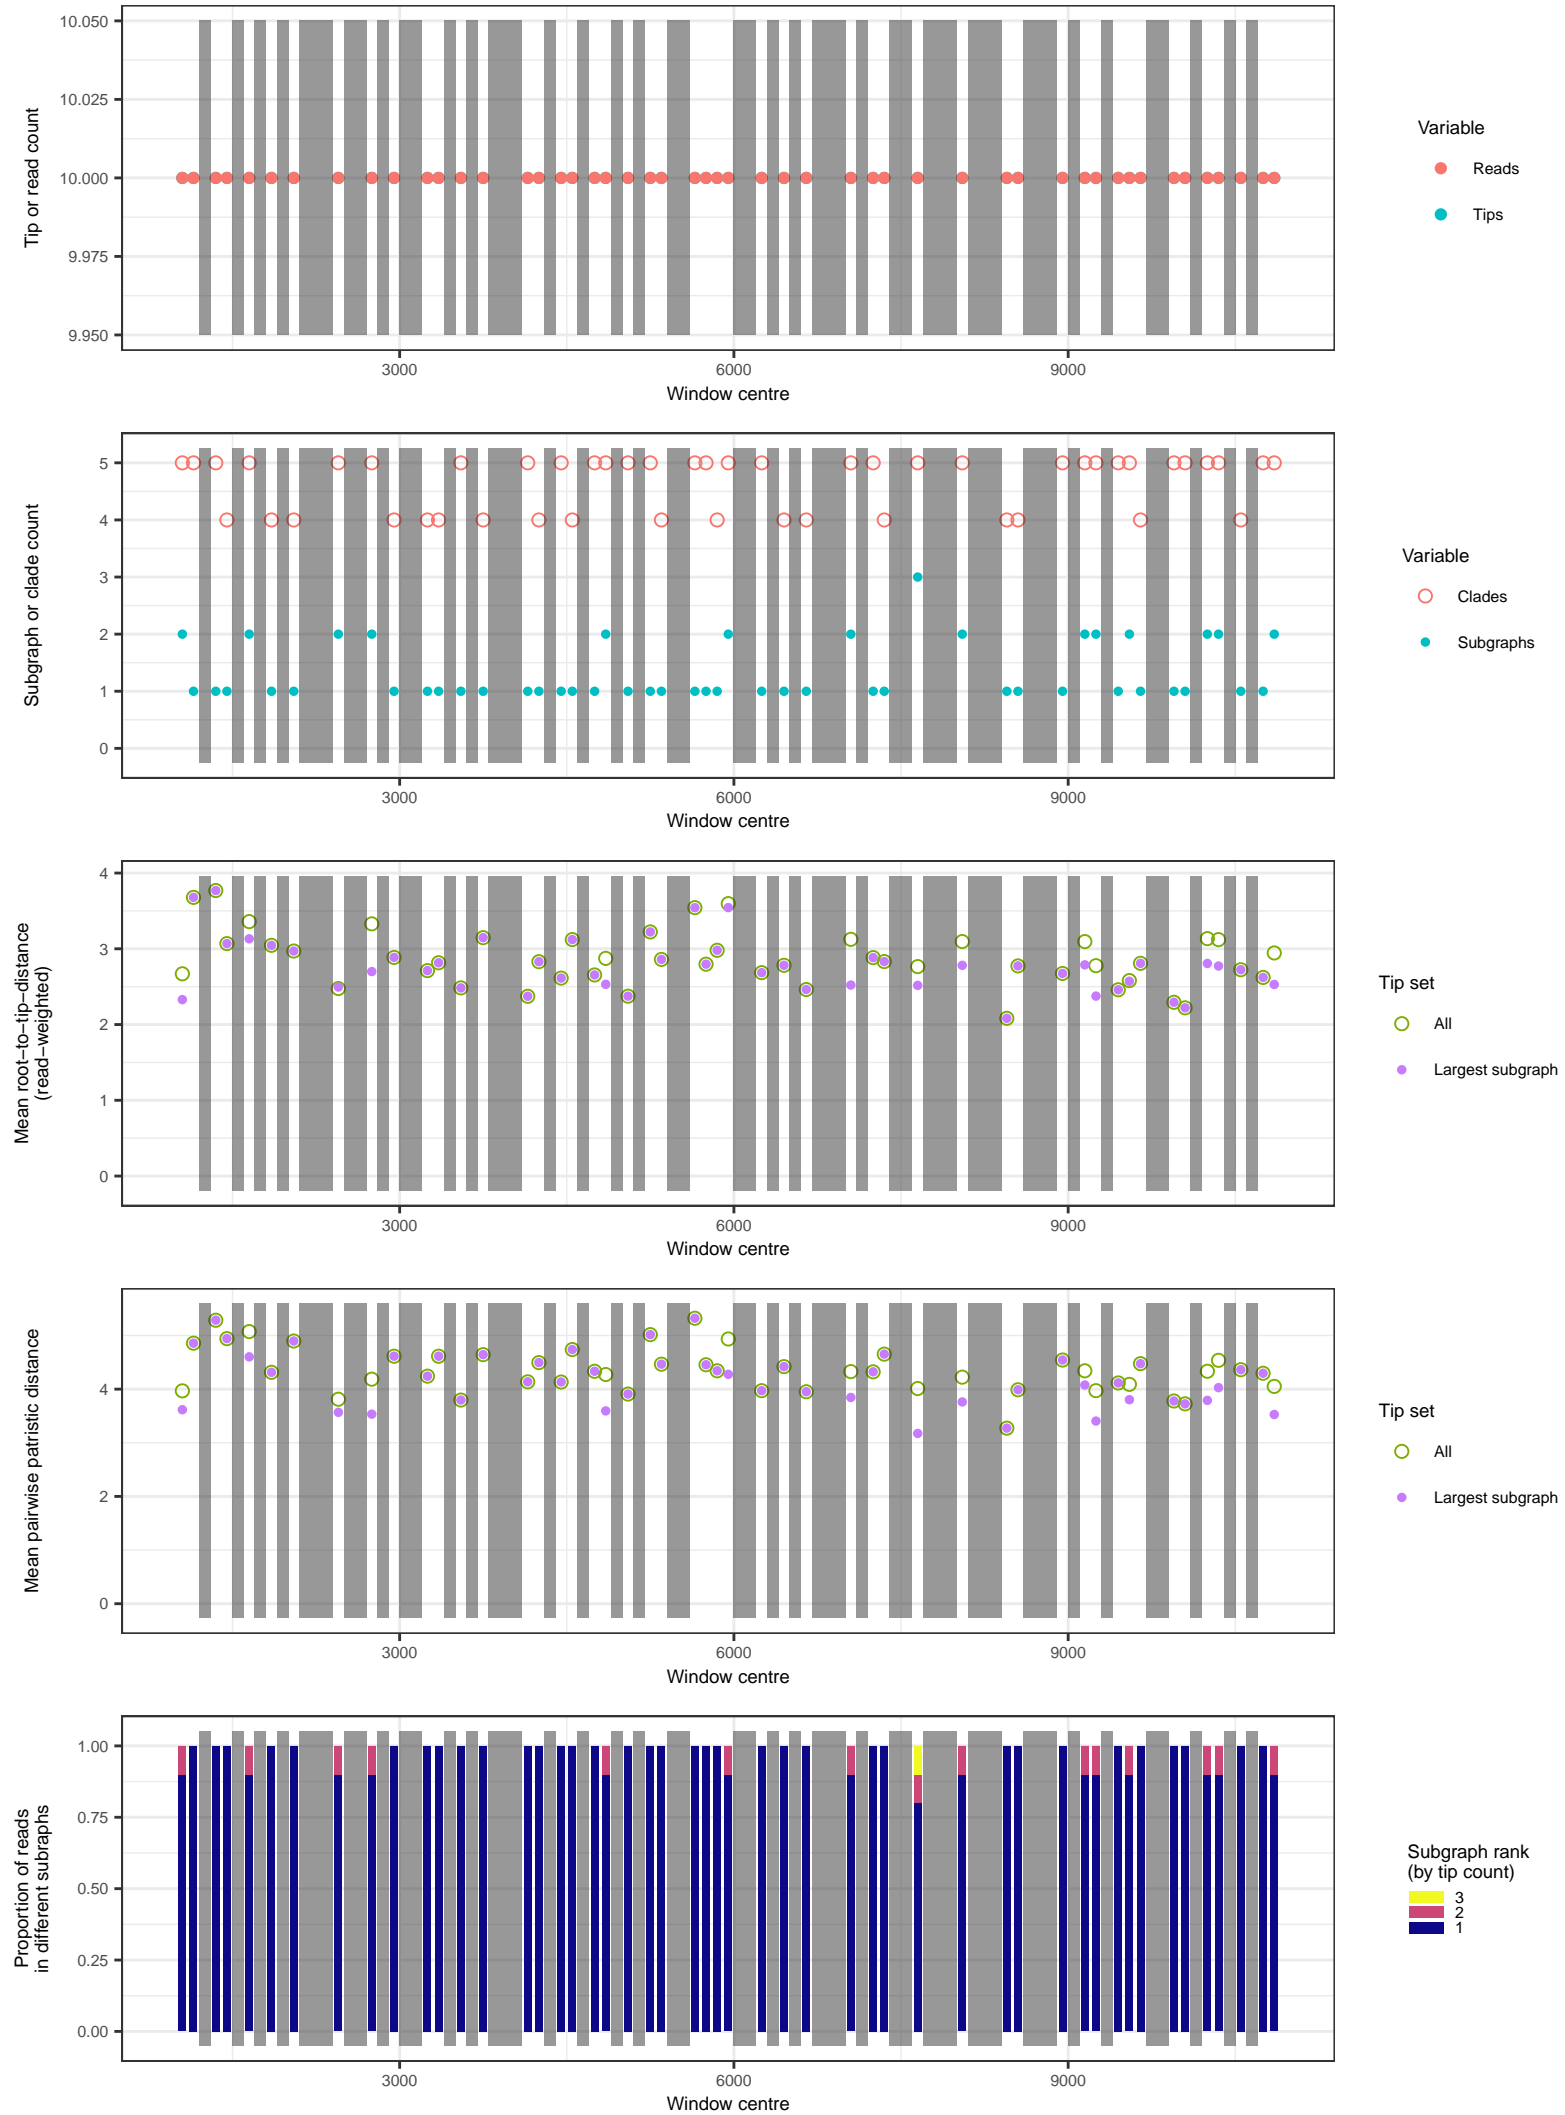 10.050
10.025
10.000
9.975
9.950
Tip or read count
3000
6000
9000
Window centre
Variable
Reads
Tips
5
4
3
2
1
0
Subgraph or clade count
3000
6000
9000
Window centre
Variable
Clades
Subgraphs
4
3
2
1
0
Mean root−to−tip−distance
(read−weighted)
3000
6000
9000
Window centre
Tip set
All
Largest subgraph
4
2
0
Mean pairwise patristic distance
3000
6000
9000
Window centre
Tip set
All
Largest subgraph
1.00
0.75
0.50
0.25
0.00
Proportion of reads
in different subraphs
3000
6000
9000
Window centre
Subgraph rank
(by tip count)
3
2
1